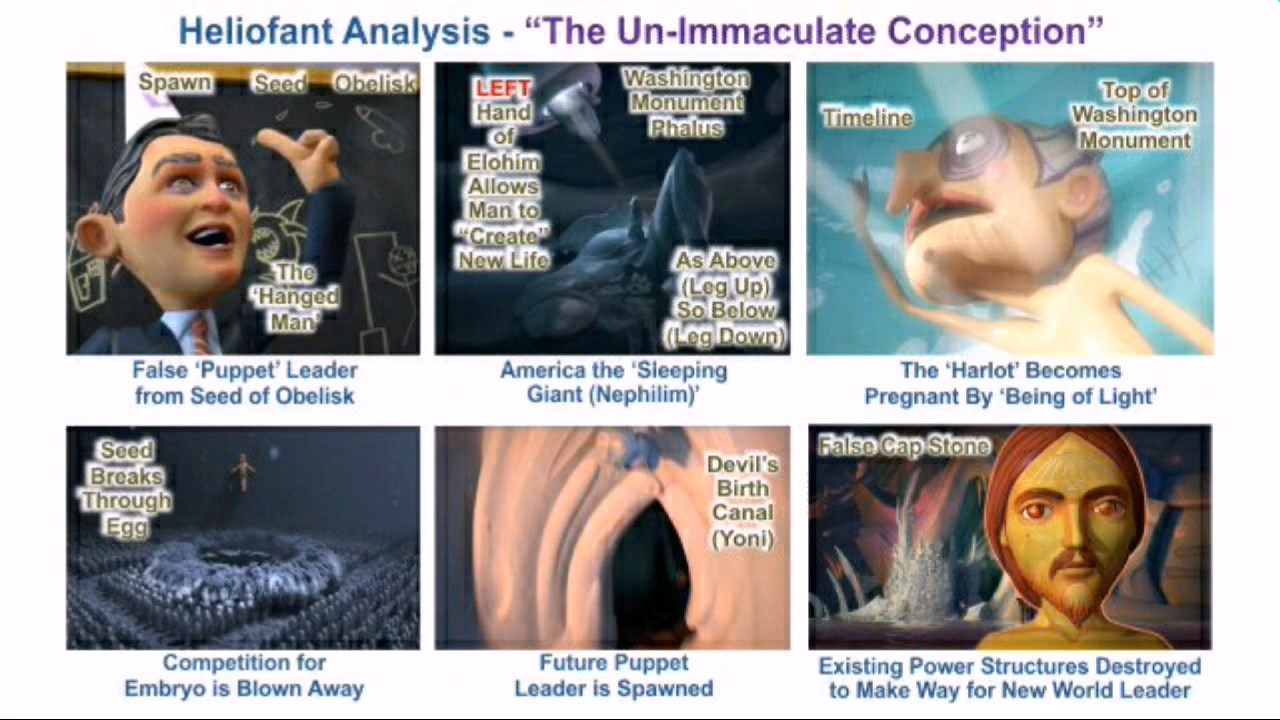 Heliofant Analysis - “The Un-Immaculate Conception”
Spawn Seed Obelisk
The
‘Hanged
Man’
False ‘Puppet’ Leader
from Seed of Obelisk
LEFT
Hand
of
Elohim
Allows
Man to
“Create”
New Life
Washington
Monument
Phalus
As Above
(Leg Up)
So Below
(Leg Down)
America the ‘Sleeping
Giant (Nephilim)’
Timeline
Top of
Washington
Monument
The ‘Harlot’ Becomes
Pregnant By ‘Being of Light’
Seed
Breaks
Through
Egg
Competition for
Embryo is Blown Away
Devil’s
Birth
Canal
(Yoni)
Future Puppet
Leader is Spawned
False Cap Stone
Existing Power Structures Destroyed
to Make Way for New World Leader